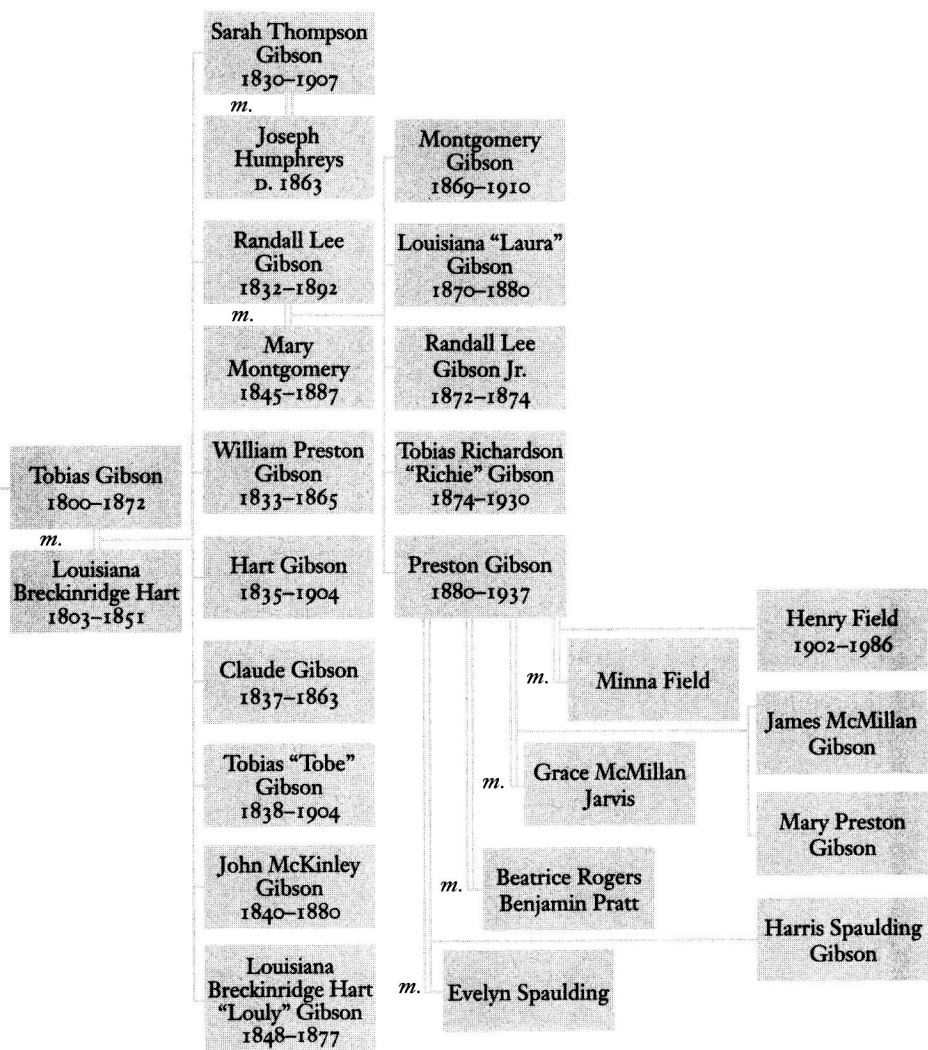 Sarah Thompson
Gibson
1830–1907
m.
Joseph
Humphreys
D. 1863
Randall Lee
Gibson
1832–1892
m.
Mary
Montgomery
1845–1887
William Preston
Gibson
1833–1865
Tobias Gibson
1800–1872
m.
Louisiana
Breckinridge Hart
1803–1851
Hart Gibson
1835–1904
Claude Gibson
1837–1863
Tobias "Tobe"
Gibson
1838–1904
John McKinley
Gibson
1840–1880
Louisiana
Breckinridge Hart
"Louly" Gibson
1848–1877
Montgomery
Gibson
1869–1910
Louisiana "Laura"
Gibson
1870–1880
Randall Lee
Gibson Jr.
1872–1874
Tobias Richardson
"Richie" Gibson
1874–1930
Preston Gibson
1880–1937
m.
Minna Field
m.
Grace McMillan
Jarvis
m.
Beatrice Rogers
Benjamin Pratt
m.
Evelyn Spaulding
Henry Field
1902–1986
James McMillan
Gibson
Mary Preston
Gibson
Harris Spaulding
Gibson